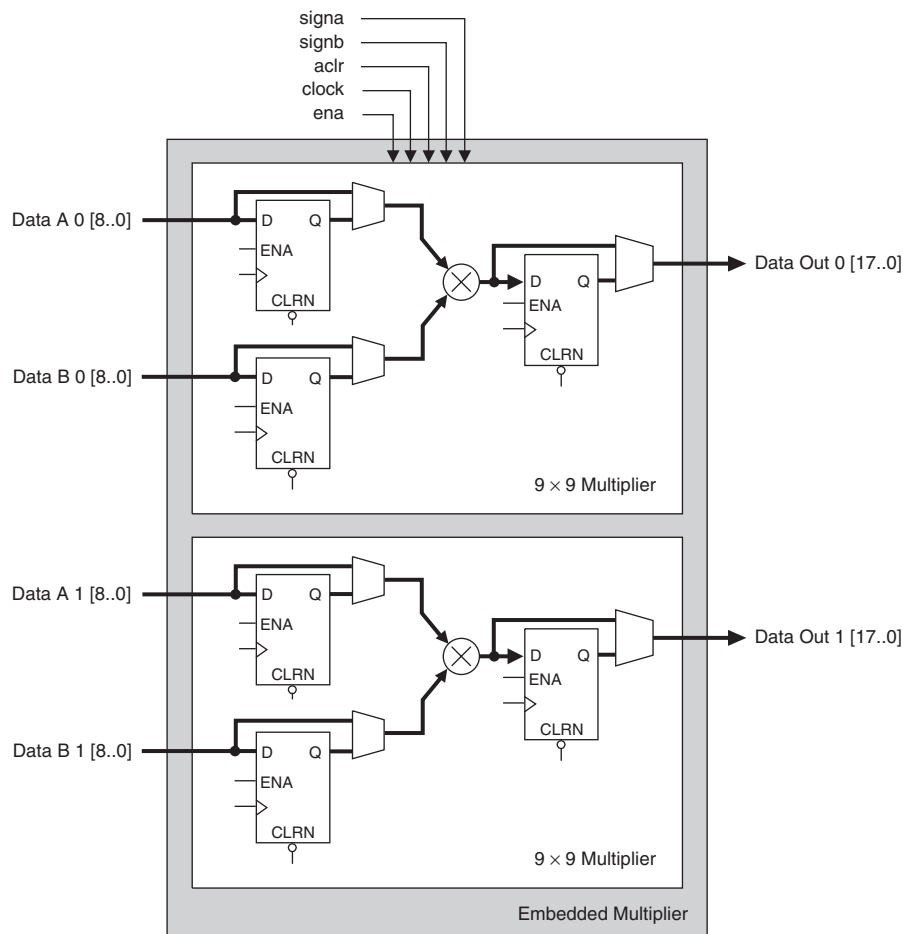 signa
signb
aclr
clock
ena
Data A 0 [8..0]
D Q
ENA
CLRN
Data Out 0 [17..0]
D Q
ENA
CLRN
Data B 0 [8..0]
D Q
ENA
CLRN
9 × 9 Multiplier
Data A 1 [8..0]
D Q
ENA
CLRN
Data Out 1 [17..0]
D Q
ENA
CLRN
Data B 1 [8..0]
D Q
ENA
CLRN
9 × 9 Multiplier
Embedded Multiplier